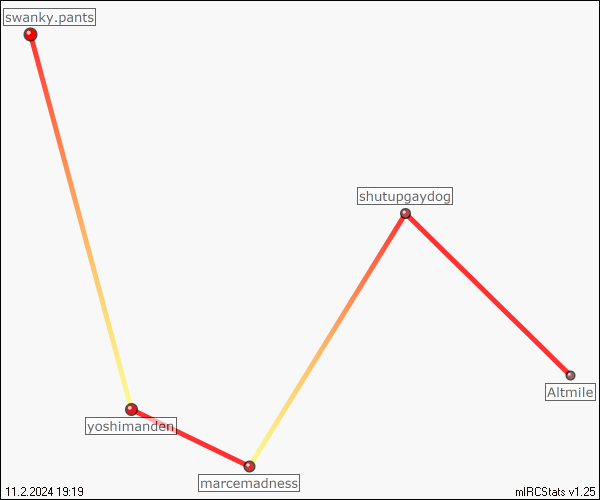 swanky.pants
shutupgaydog
Altmile
yoshimanden
marcemadness
11.2.2024 19:19
mIRCStats v1.25